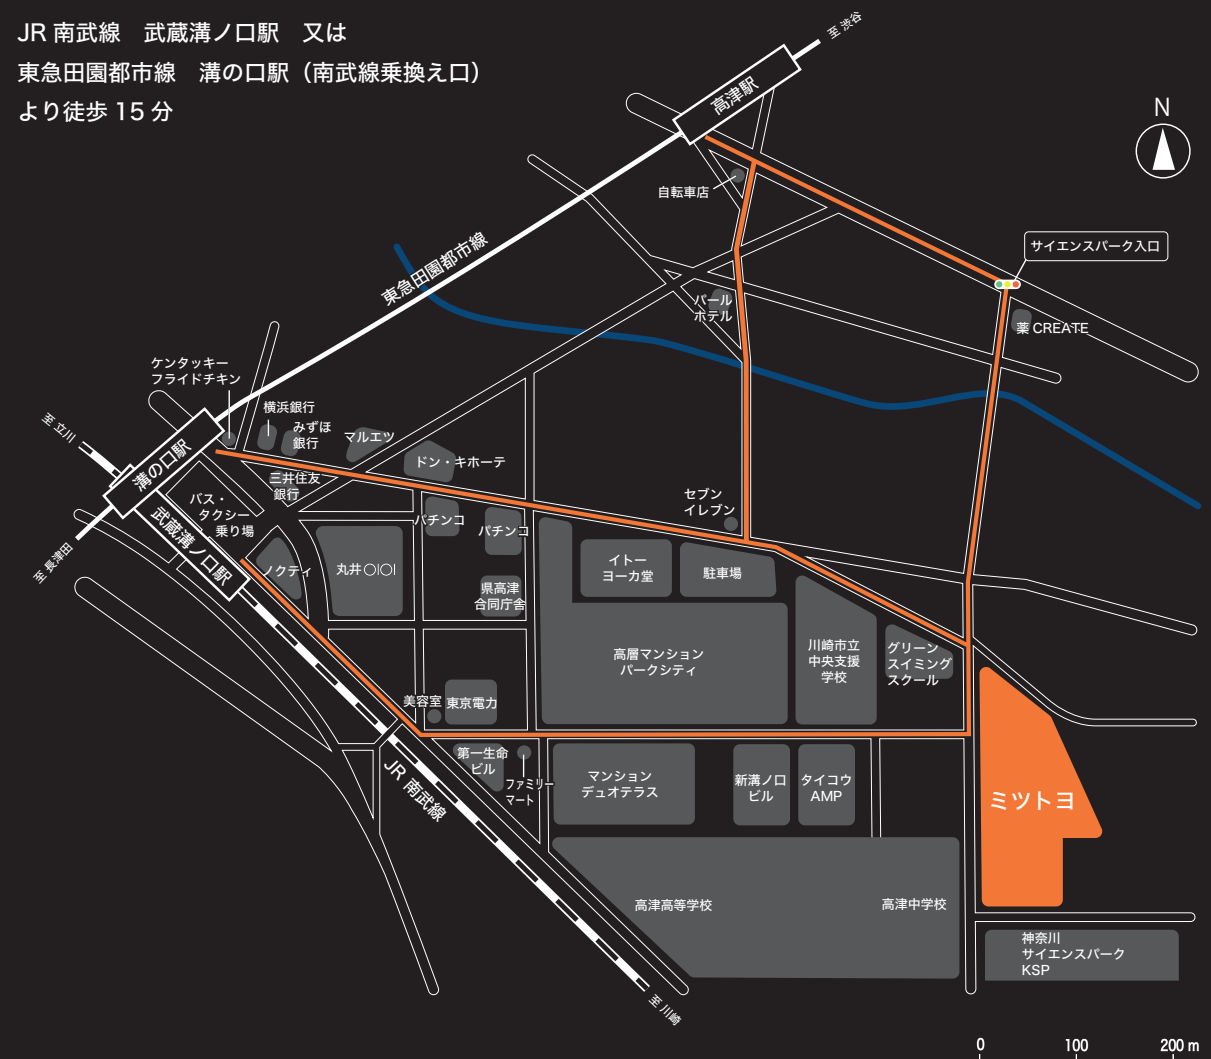 JR 南武線　武蔵溝ノ口駅　又は
東急田園都市線　溝の口駅（南武線乗換え口）
より徒歩 15 分
至 渋谷
高津駅
N
自転車店
サイエンスパーク入口
東急田園都市線
パール
ホテル
薬 CREATE
ケンタッキー
フライドチキン
横浜銀行
みずほ
銀行
マルエツ
至 立川
溝の口駅
ドン・キホーテ
三井住友
銀行
バス・
タクシー
乗り場
セブン
イレブン
パチンコ
パチンコ
武蔵溝ノ口駅
至 長津田
ノクティ
丸井 OIOI
イトー
ヨーカ堂
駐車場
県高津
合同庁舎
高層マンション
パークシティ
川崎市立
中央支援
学校
グリーン
スイミング
スクール
美容室
東京電力
第一生命
ビル
ファミリー
マート
マンション
デュオテラス
新溝ノ口
ビル
タイコウ
AMP
ミツトヨ
JR 南武線
高津高等学校
高津中学校
神奈川
サイエンスパーク
KSP
至 川崎
0 100 200 m